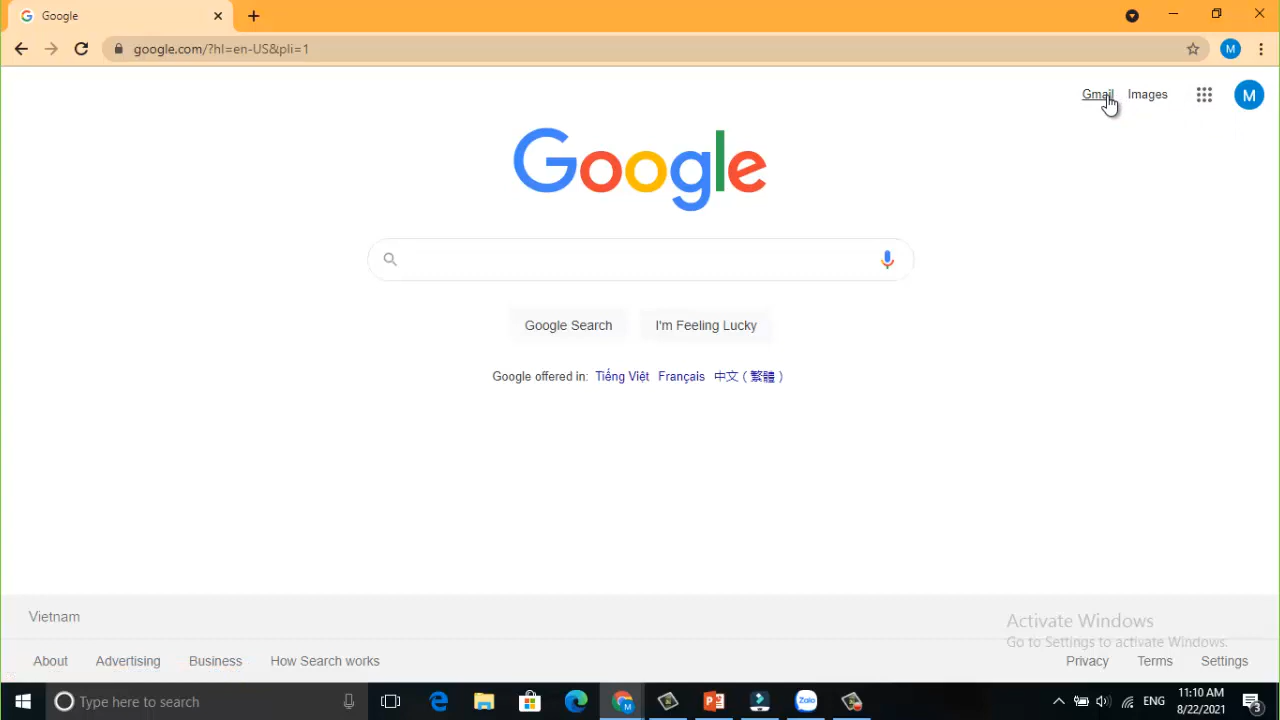 Google
google.com/?hl=en-US&pli=1
M
Gmail Images
M
Google
Google Search I'm Feeling Lucky
Google offered in: Tiếng Việt Français 中文 ( 繁體 )
Vietnam
Activate Windows
Go to Settings to activate Windows.
About Advertising Business How Search works Privacy Terms Settings
Type here to search
M
Zalo
ENG
11:10 AM
8/22/2021
3